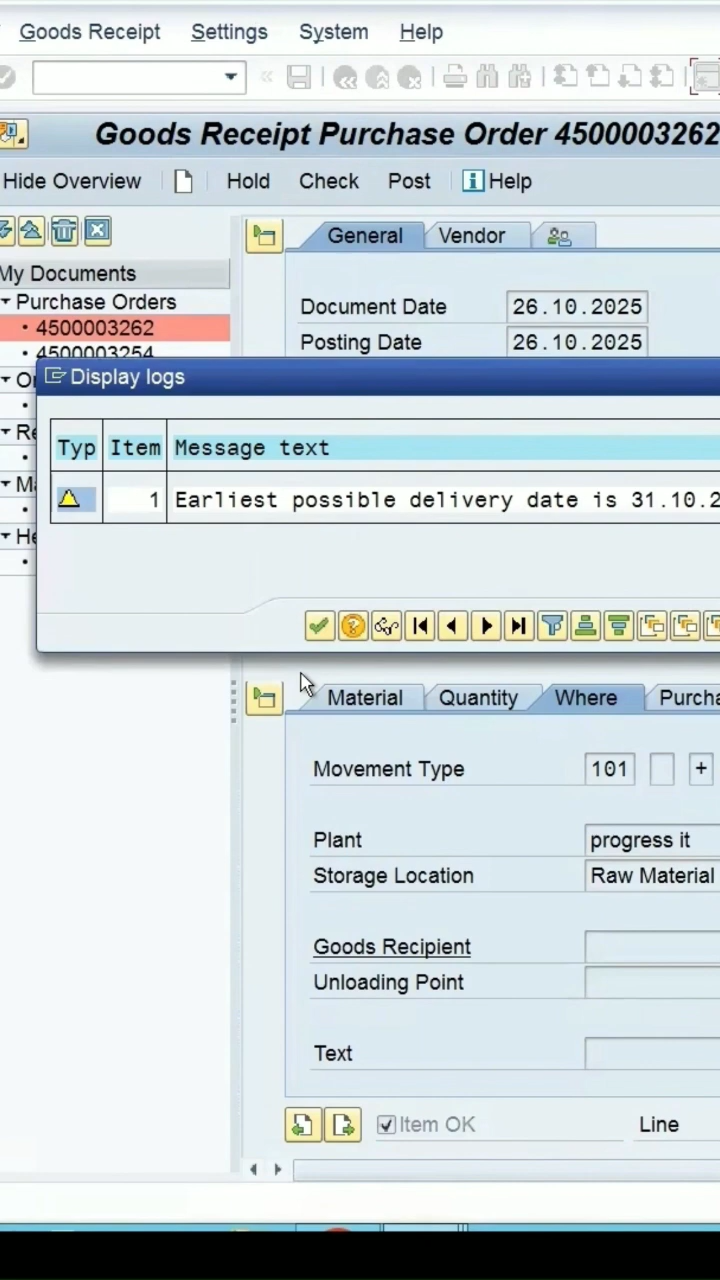 Goods Receipt Settings System Help
Goods Receipt Purchase Order 4500003262
Hide Overview Hold Check Post Help
General Vendor
My Documents
Purchase Orders
4500003262
4500003254
Document Date 26.10.2025
Posting Date 26.10.2025
Display logs
Typ Item Message text
1 Earliest possible delivery date is 31.10.2
Material Quantity Where Purcha
Movement Type 101 +
Plant progress it
Storage Location Raw Material
Goods Recipient
Unloading Point
Text
Item OK Line